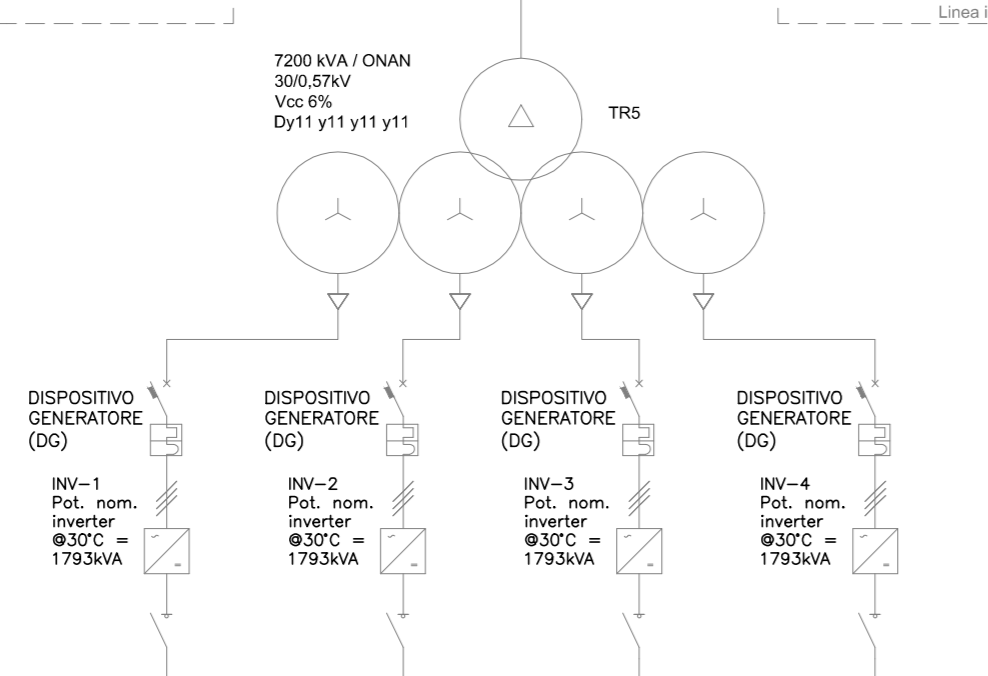 Linea i
7200 kVA / ONAN
30/0,57kV
Vcc 6%
Dy11 y11 y11 y11
TR5
DISPOSITIVO
GENERATORE
(DG)
DISPOSITIVO
GENERATORE
(DG)
DISPOSITIVO
GENERATORE
(DG)
DISPOSITIVO
GENERATORE
(DG)
INV-1
Pot. nom.
inverter
@30°C =
1793kVA
INV-2
Pot. nom.
inverter
@30°C =
1793kVA
INV-3
Pot. nom.
inverter
@30°C =
1793kVA
INV-4
Pot. nom.
inverter
@30°C =
1793kVA